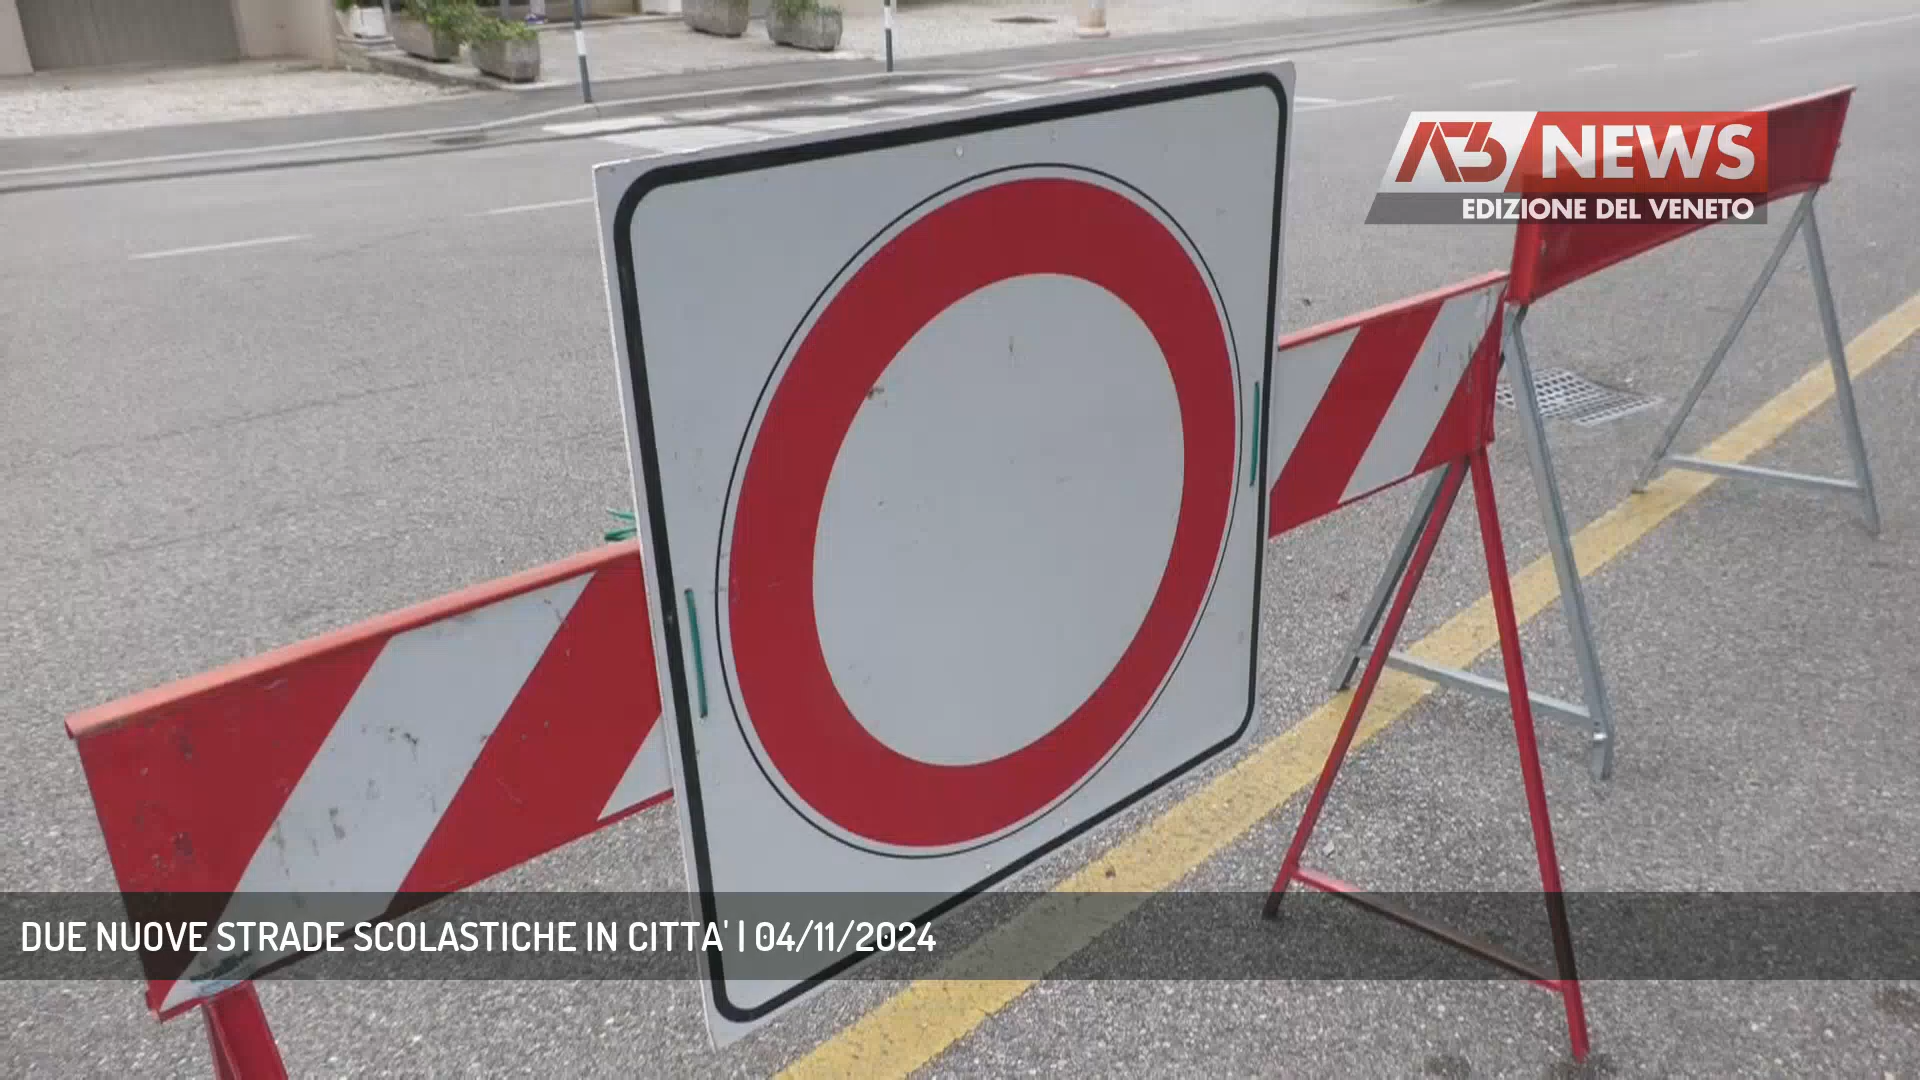 A3 NEWS
EDIZIONE DEL VENETO
DUE NUOVE STRADE SCOLASTICHE IN CITTA' | 04/11/2024